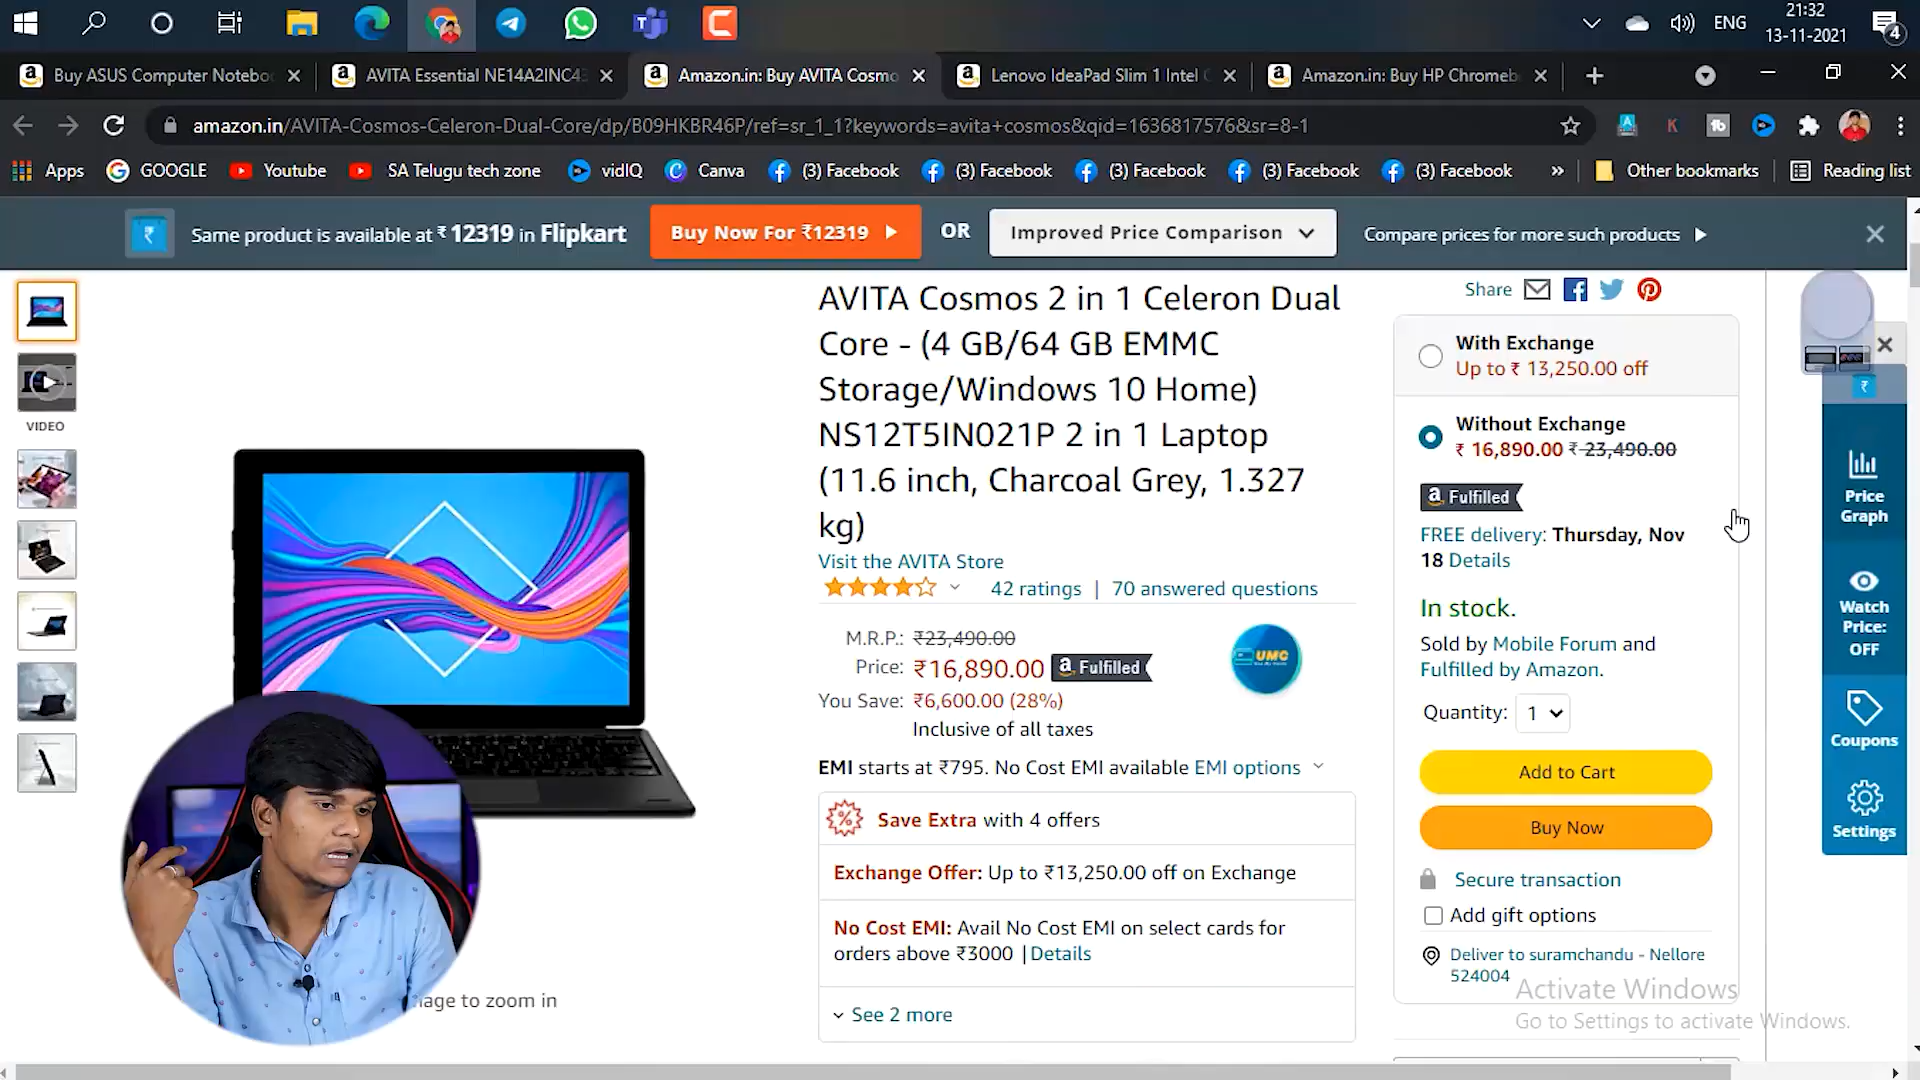 ENG
21:32
13-11-2021
4
Buy ASUS Computer Notebo
AVITA Essential NE14A2INC43
Amazon.in: Buy AVITA Cosmo
Lenovo IdeaPad Slim 1 Intel C
Amazon.in: Buy HP Chromeb
amazon.in/AVITA-Cosmos-Celeron-Dual-Core/dp/B09HKBR46P/ref=sr_1_1?keywords=avita+cosmos&qid=1636817576&sr=8-1
Apps GOOGLE Youtube SA Telugu tech zone vidIQ Canva (3) Facebook (3) Facebook (3) Facebook (3) Facebook (3) Facebook » Other bookmarks Reading list
Same product is available at ₹ 12319 in Flipkart Buy Now For ₹12319 OR Improved Price Comparison Compare prices for more such products
VIDEO
AVITA Cosmos 2 in 1 Celeron Dual
Core - (4 GB/64 GB EMMC
Storage/Windows 10 Home)
NS12T5IN021P 2 in 1 Laptop
(11.6 inch, Charcoal Grey, 1.327
kg)
Visit the AVITA Store
42 ratings | 70 answered questions
M.R.P.: ₹23,490.00
Price: ₹16,890.00 Fulfilled
You Save: ₹6,600.00 (28%)
Inclusive of all taxes
UMC
EMI starts at ₹795. No Cost EMI available EMI options
Save Extra with 4 offers
Exchange Offer: Up to ₹13,250.00 off on Exchange
No Cost EMI: Avail No Cost EMI on select cards for
orders above ₹3000 | Details
See 2 more
to zoom in
Share
With Exchange
Up to ₹ 13,250.00 off
Without Exchange
₹ 16,890.00 ₹ 23,490.00
Fulfilled
FREE delivery: Thursday, Nov
18 Details
In stock.
Sold by Mobile Forum and
Fulfilled by Amazon.
Quantity: 1
Add to Cart
Buy Now
Secure transaction
Add gift options
Deliver to suramchandu - Nellore
524004
Price
Graph
Watch
Price:
OFF
Coupons
Settings
Activate Windows
Go to Settings to activate Windows.